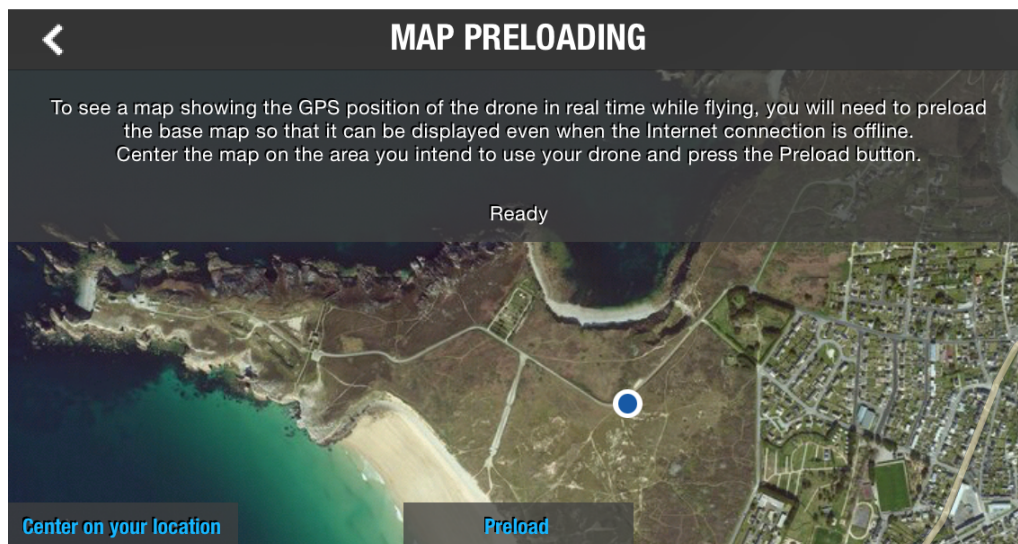 MAP PRELOADING
To see a map showing the GPS position of the drone in real time while flying, you will need to preload
the base map so that it can be displayed even when the Internet connection is offline.
Center the map on the area you intend to use your drone and press the Preload button.
Ready
Center on your location
Preload